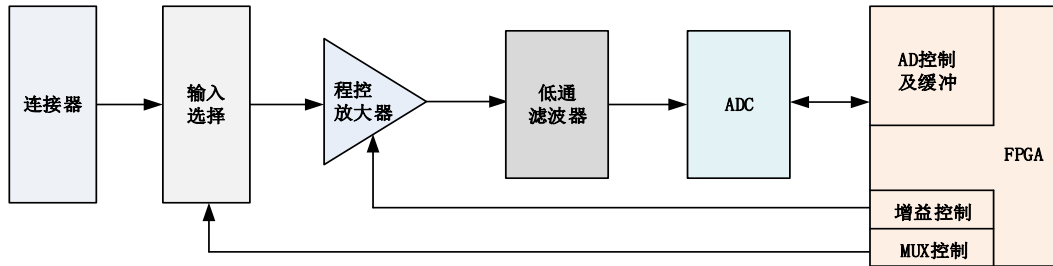 连接器
输入
选择
程控
放大器
低通
滤波器
ADC
AD控制
及缓冲
FPGA
增益控制
MUX控制